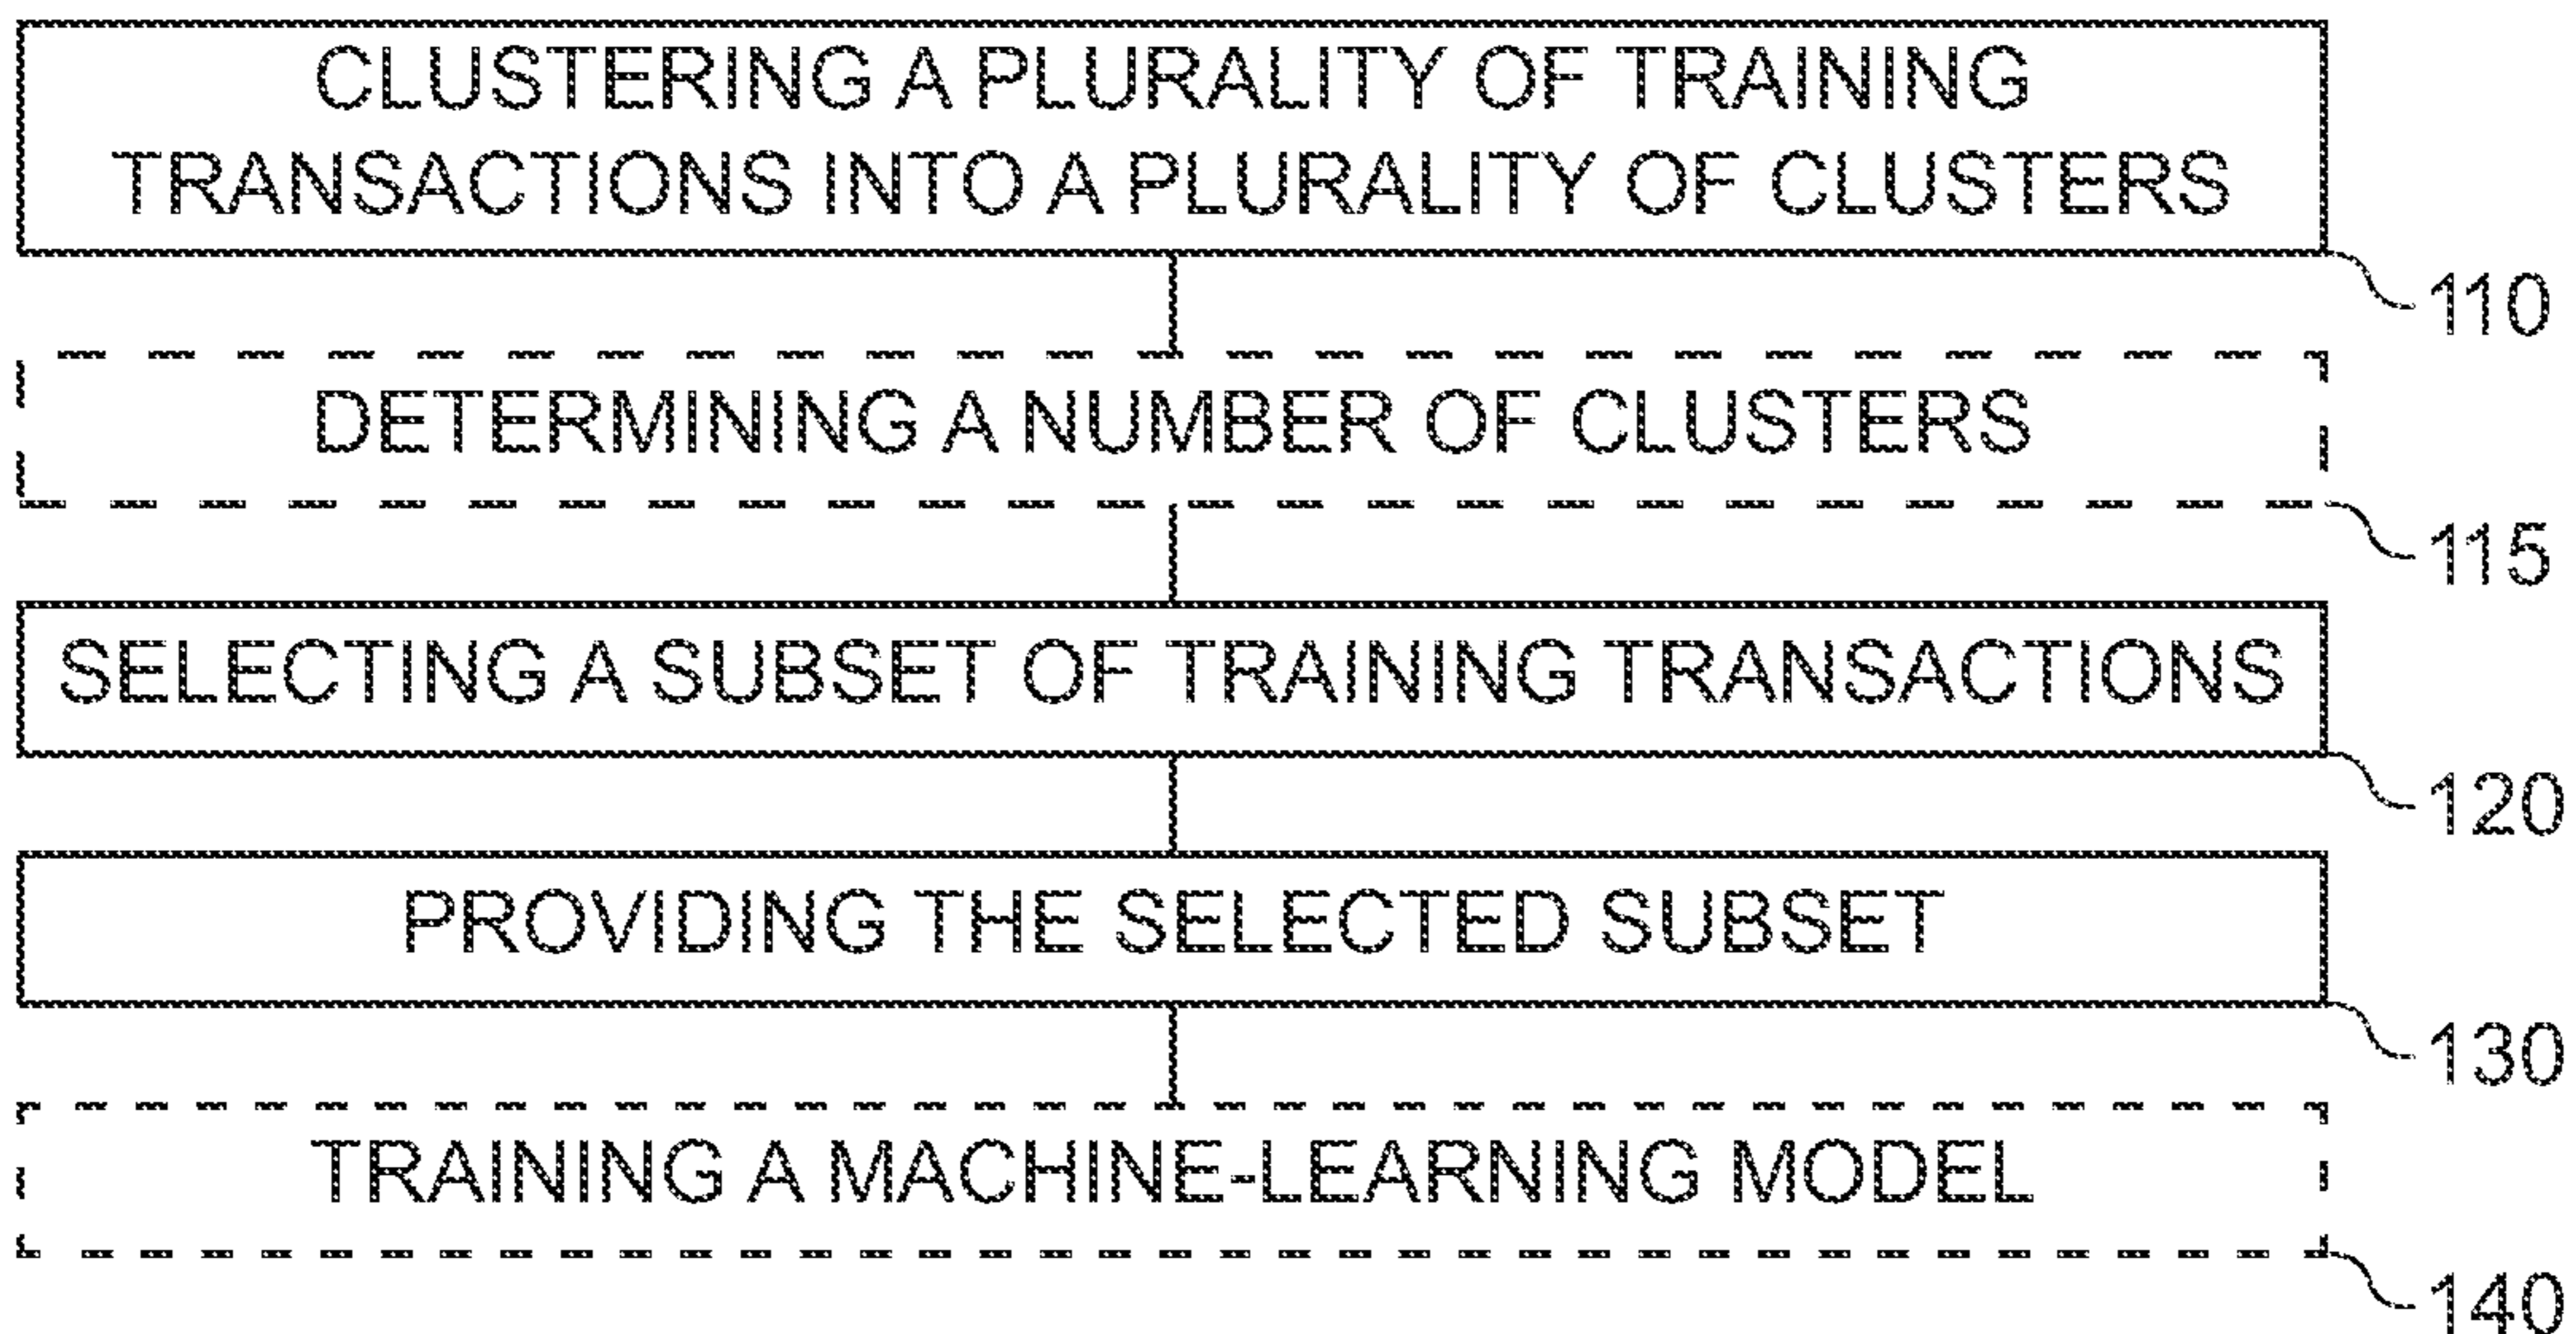 CLUSTERING A PLURALITY OF TRAINING
TRANSACTIONS INTO A PLURALITY OF CLUSTERS
110
DETERMINING A NUMBER OF CLUSTERS
115
SELECTING A SUBSET OF TRAINING TRANSACTIONS
120
PROVIDING THE SELECTED SUBSET
130
TRAINING A MACHINE-LEARNING MODEL
140